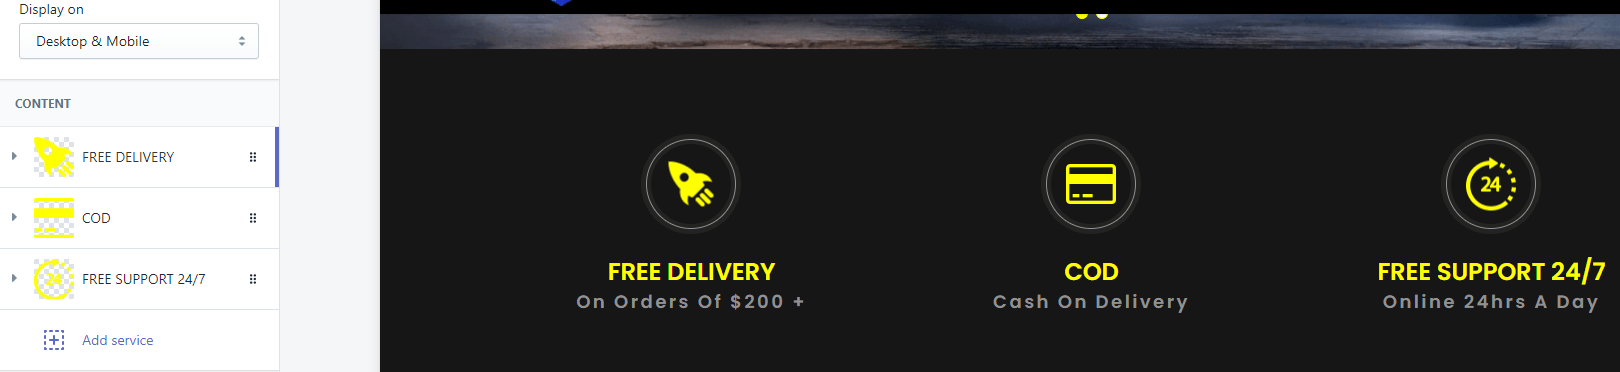 Display on
Desktop & Mobile
CONTENT
FREE DELIVERY
COD
FREE SUPPORT 24/7
Add service
24
FREE DELIVERY
COD
FREE SUPPORT 24/7
On Orders Of $200 +
Cash On Delivery
Online 24hrs A Day